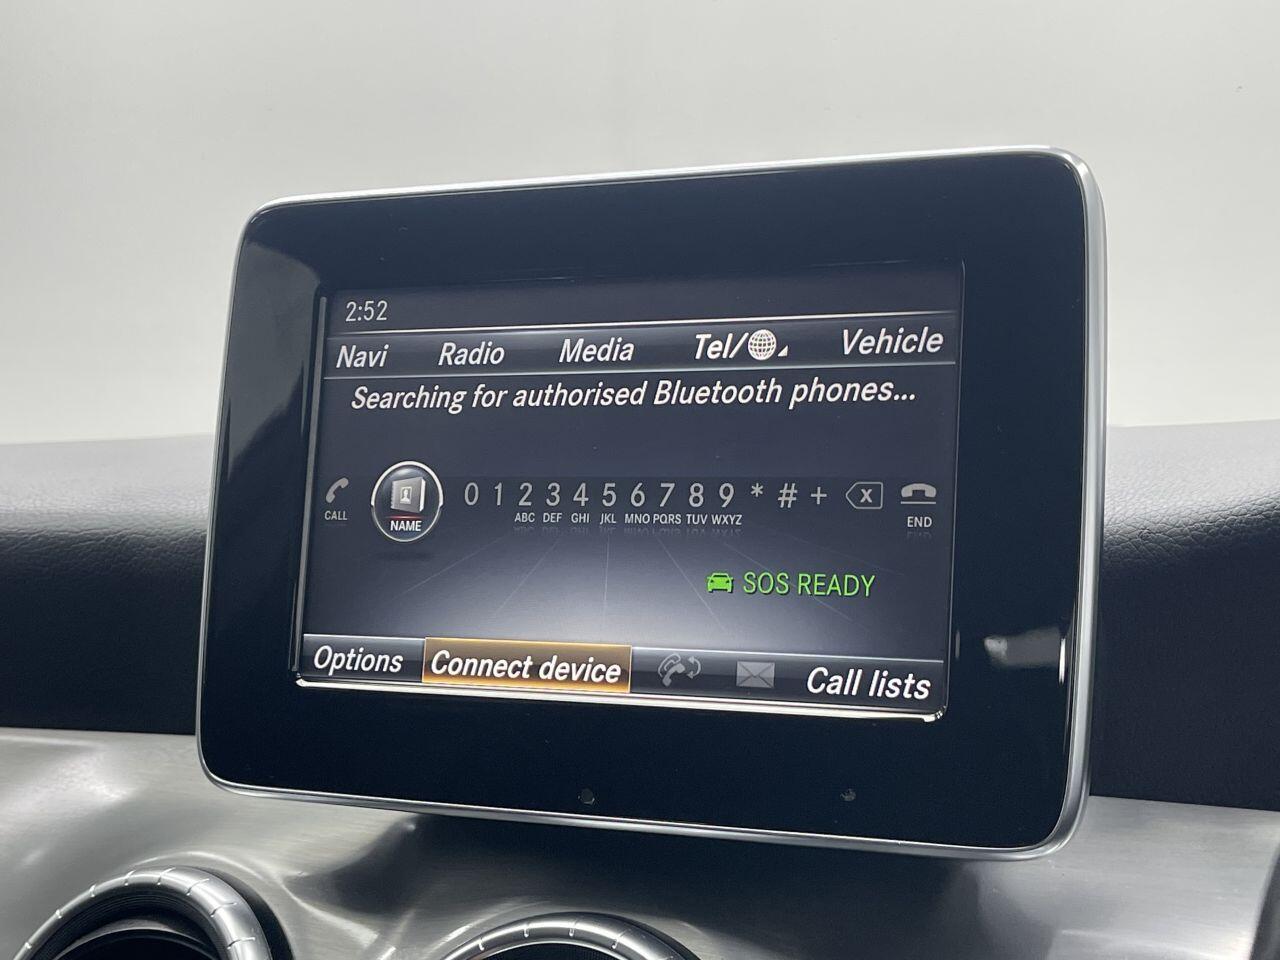 2:52
Navi Radio Media Tel/ Vehicle
Searching for authorised Bluetooth phones...
0 1 2 3 4 5 6 7 8 9 * # + X
CALL NAME ABC DEF GHI JKL MNO PQRS TUV WXYZ END
SOS READY
Options Connect device Call lists